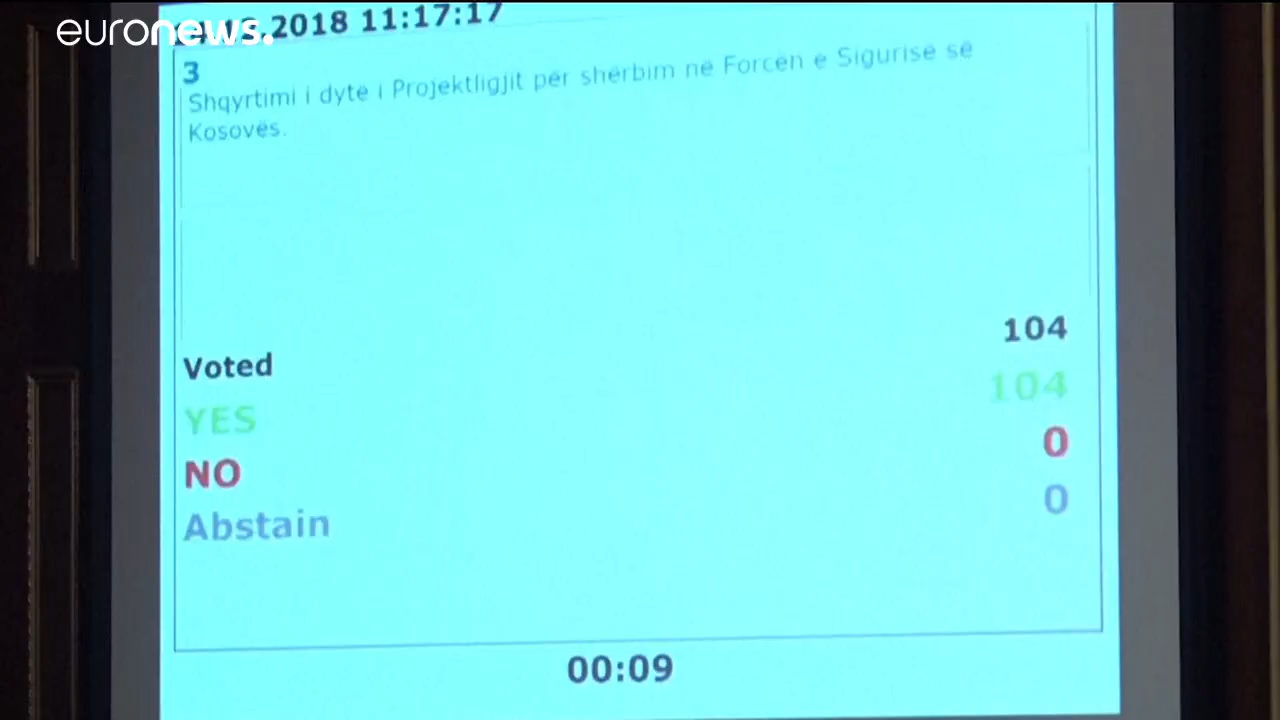 euronews.
.2018 11:17:17
3
Shqyrtimi i dytë i Projektligjit për shërbim në Forcën e Sigurisë së
Kosovës.
Voted 104
YES 104
NO 0
Abstain 0
00:09